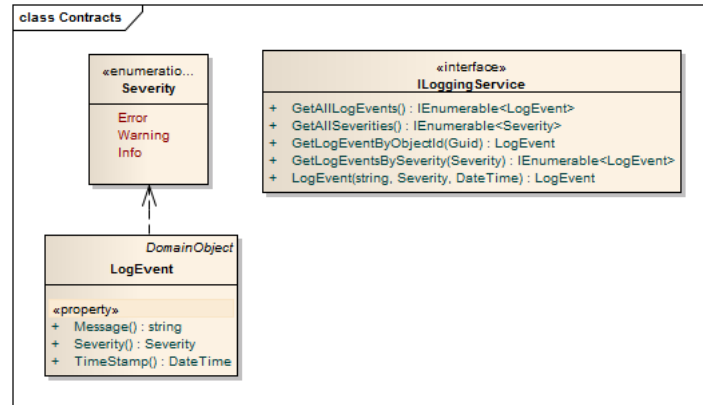 class Contracts
«enumeratio...
Severity
Error
Warning
Info
«interface»
ILoggingService
+ GetAllLogEvents() : IEnumerable<LogEvent>
+ GetAllSeverities() : IEnumerable<Severity>
+ GetLogEventByObjectId(Guid) : LogEvent
+ GetLogEventsBySeverity(Severity) : IEnumerable<LogEvent>
+ LogEvent(string, Severity, DateTime) : LogEvent
DomainObject
LogEvent
«property»
+ Message() : string
+ Severity() : Severity
+ TimeStamp() : DateTime